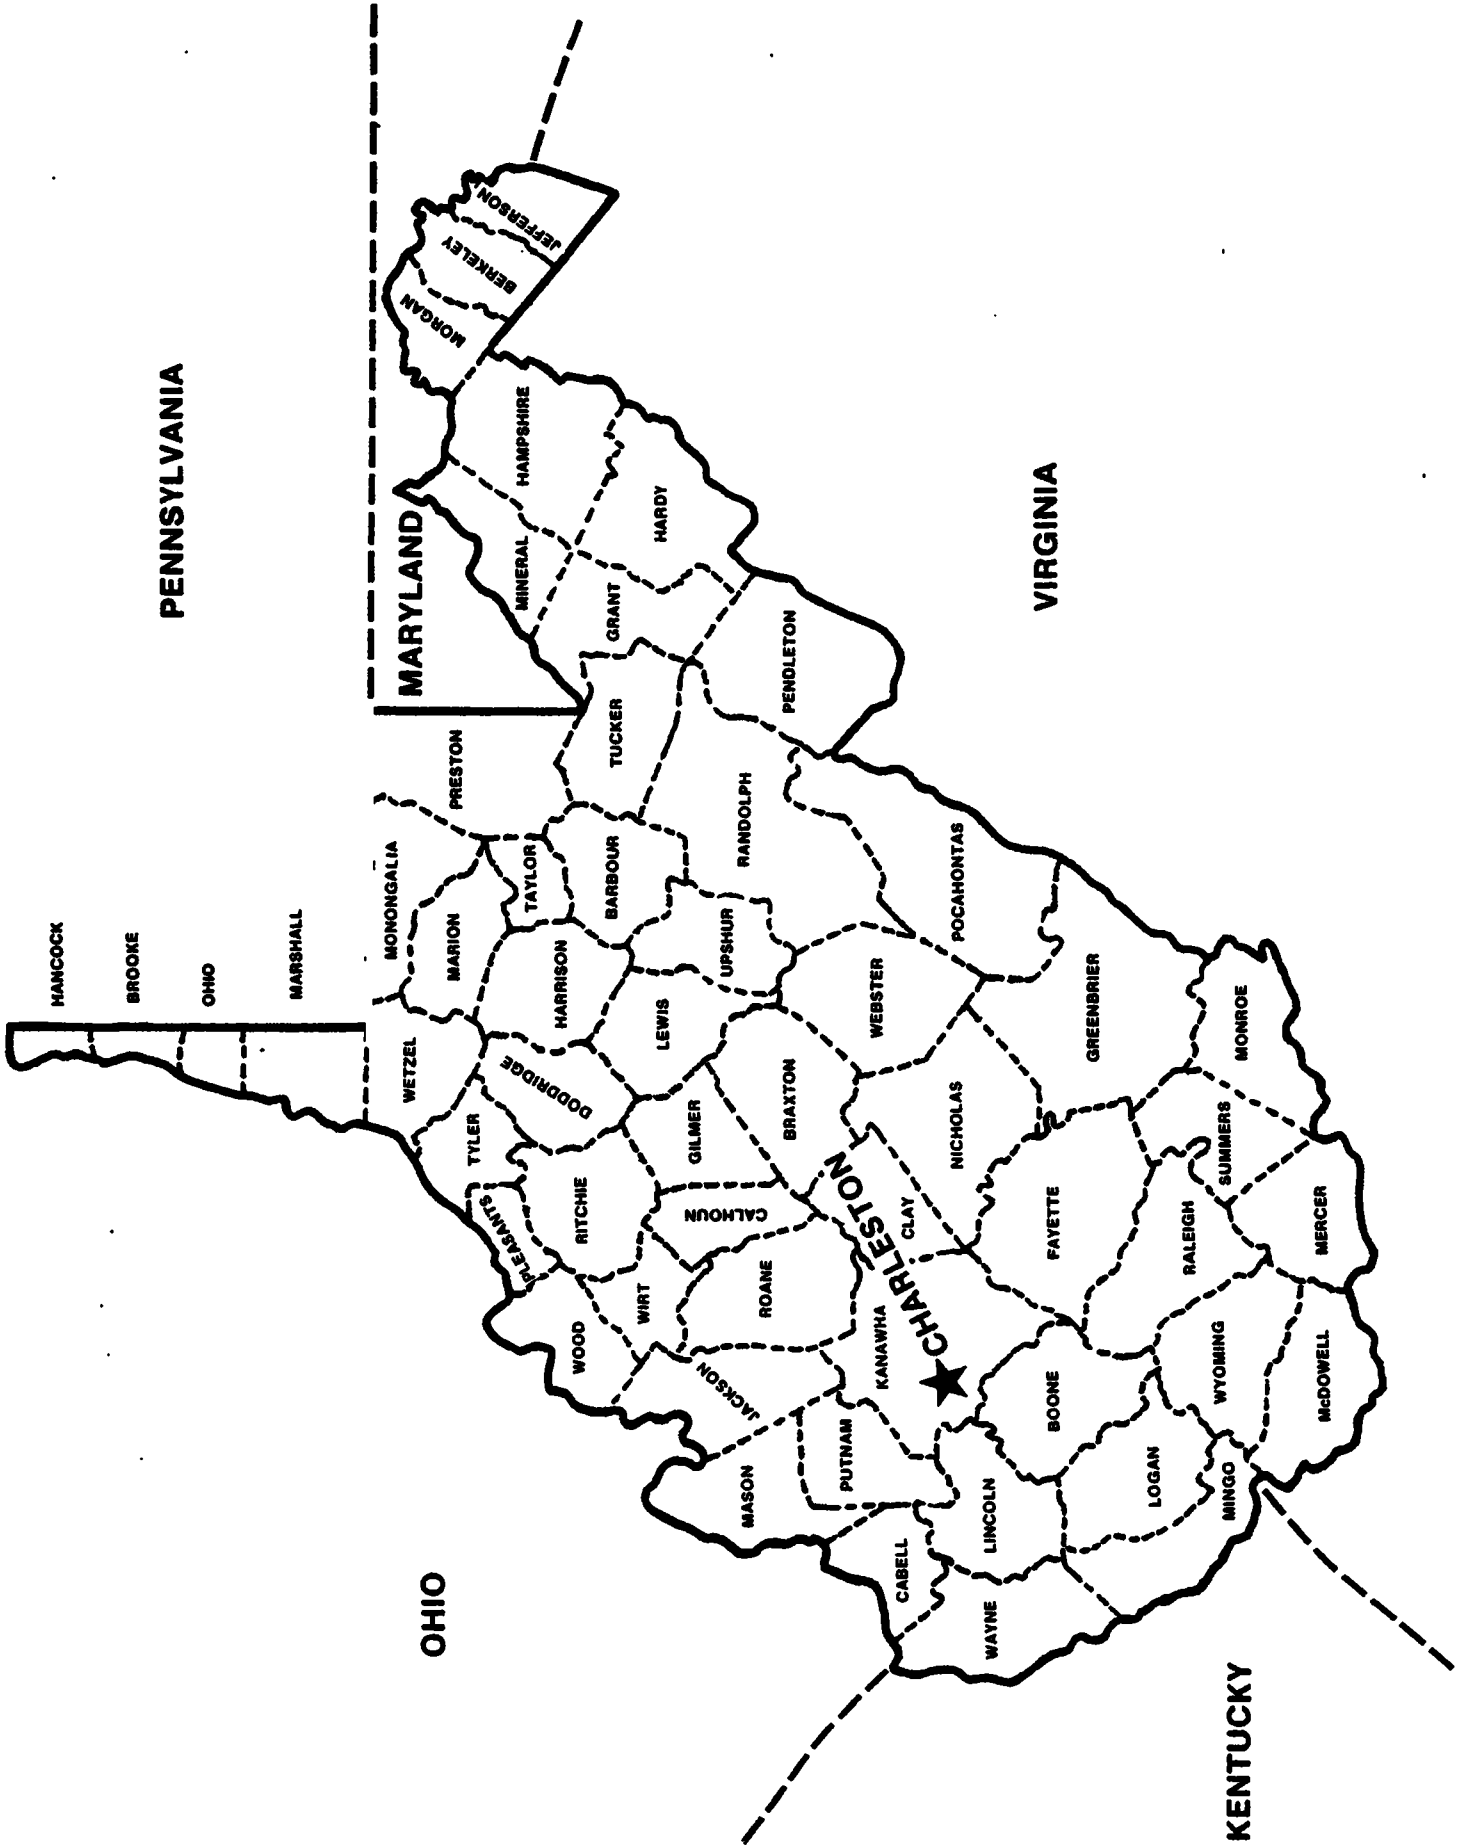 HANCOCK
BROOKE
PENNSYLVANIA
OHIO
MARSHALL
MONONGALIA
WETZEL
MARYLAND
OHIO
MORGAN
MARION
PRESTON
TYLER
BERKELEY
PLEASANTS
JEFFERSON
MINERAL
HAMPSHIRE
TAYLOR
DODDRIDGE
HARRISON
WOOD
RITCHIE
BARBOUR
TUCKER
GRANT
WIRT
LEWIS
HARDY
GILMER
JACKSON
CALHOUN
UPSHUR
RANDOLPH
MASON
ROANE
BRAXTON
PENDLETON
PUTNAM
WEBSTER
KANAWHA
CHARLESTON
CABELL
CLAY
NICHOLAS
POCAHONTAS
WAYNE
LINCOLN
BOONE
FAYETTE
VIRGINIA
GREENBRIER
LOGAN
RALEIGH
WYOMING
SUMMERS
MONROE
MINGO
KENTUCKY
McDOWELL
MERCER